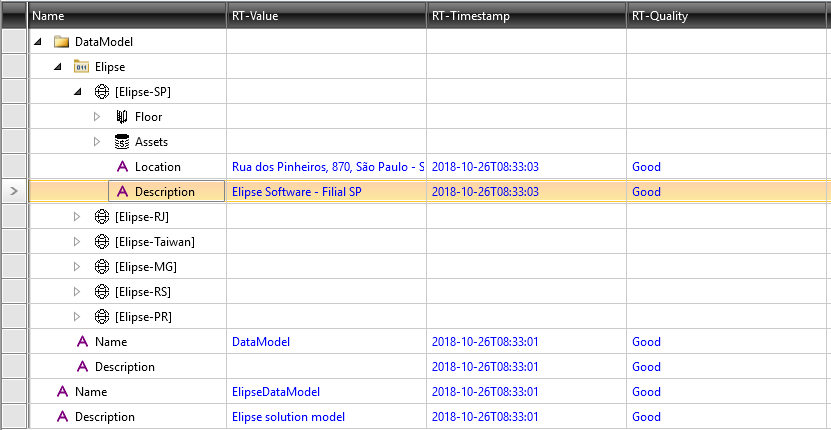 Name RT-Value RT-Timestamp RT-Quality
DataModel
Elipse
[Elipse-SP]
Floor
Assets
Location Rua dos Pinheiros, 870, São Paulo - S 2018-10-26T08:33:03 Good
Description Elipse Software - Filial SP 2018-10-26T08:33:03 Good
[Elipse-RJ]
[Elipse-Taiwan]
[Elipse-MG]
[Elipse-RS]
[Elipse-PR]
Name DataModel 2018-10-26T08:33:01 Good
Description 2018-10-26T08:33:01 Good
Name ElipseDataModel 2018-10-26T08:33:01 Good
Description Elipse solution model 2018-10-26T08:33:01 Good